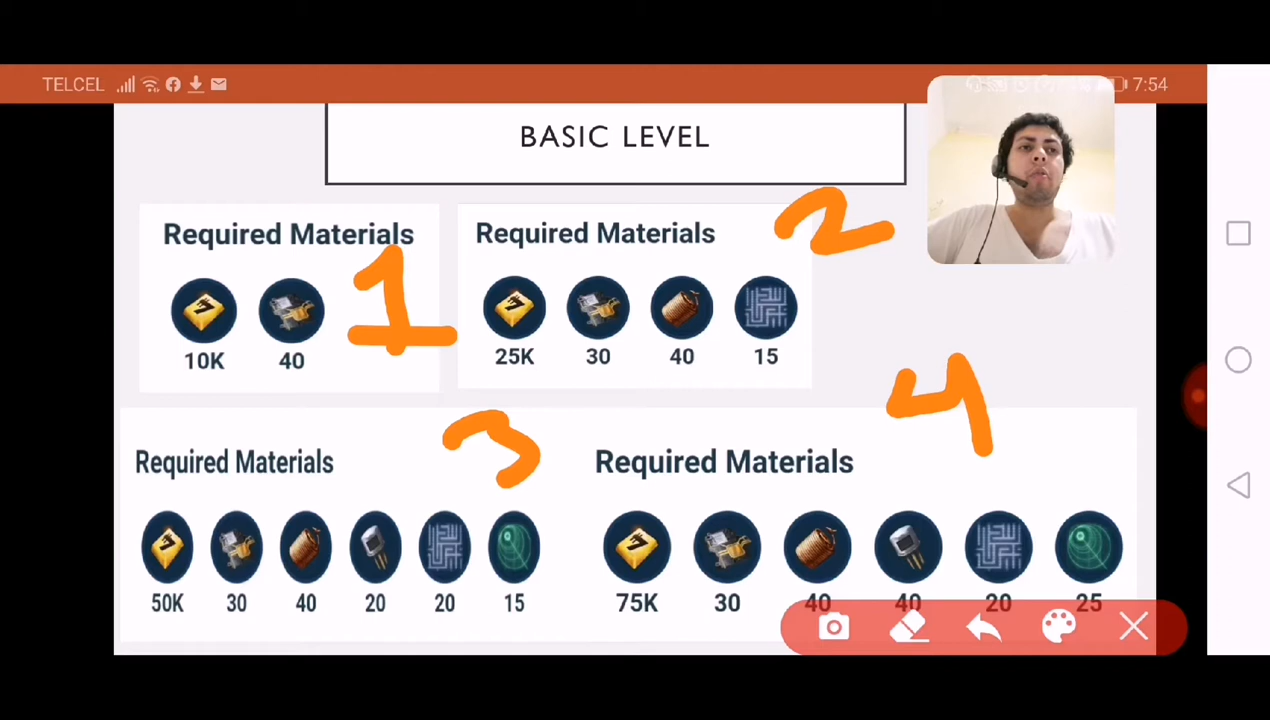 TELCEL 7:54
BASIC LEVEL
Required Materials
10K 40
1
Required Materials
25K 30 40 15
2
Required Materials
50K 30 40 20 20 15
3
Required Materials
75K 30 40 40 20 25
4